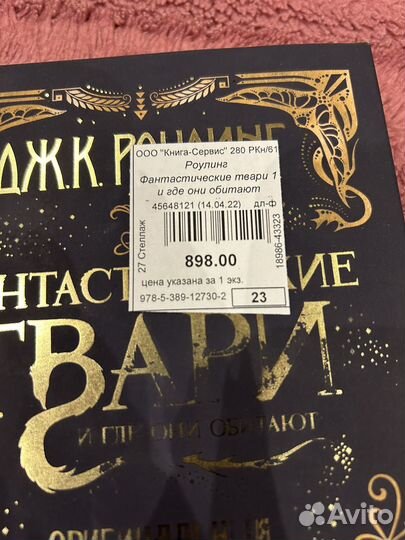 ДЖ.К. РОУЛИНГ
ООО "Книга-Сервис" 280 РКн/61
Роулинг
Фантастические твари 1
и где они обитают
45648121 (14.04.22) дл-ф
27 Стеллаж
18986-43323
898.00
цена указана за 1 экз.
978-5-389-12730-2 23
НТАСТ КИЕ
ТВАРИ
И ГДЕ ОНИ ОБИТАЮТ
Avito